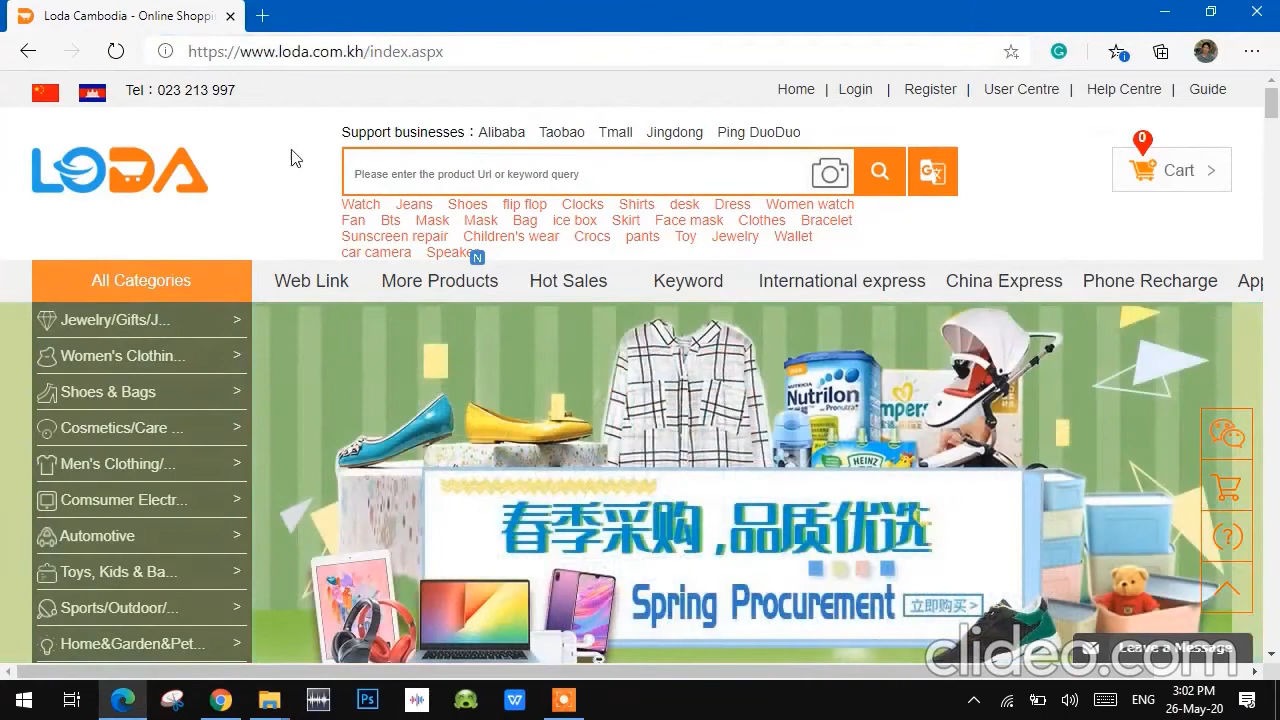 Loda Cambodia - Online Shoppi
https://www.loda.com.kh/index.aspx
Tel : 023 213 997
Home | Login | Register | User Centre | Help Centre | Guide
Support businesses : Alibaba Taobao Tmall Jingdong Ping DuoDuo
LODA
Please enter the product Url or keyword query
0
Cart >
Watch Jeans Shoes flip flop Clocks Shirts desk Dress Women watch
Fan Bts Mask Mask Bag ice box Skirt Face mask Clothes Bracelet
Sunscreen repair Children's wear Crocs pants Toy Jewelry Wallet
car camera Speaker
N
All Categories
Web Link More Products Hot Sales Keyword International express China Express Phone Recharge App
Jewelry/Gifts/J... >
Women's Clothin... >
Shoes & Bags >
Cosmetics/Care ... >
Men's Clothing/... >
Comsumer Electr... >
Automotive >
Toys, Kids & Ba... >
Sports/Outdoor/... >
Home&Garden&Pet... >
NUTRICIA
Nutrilon
Pronutra
Pampers
HEINZ
春季采购,品质优选
Spring Procurement 立即购买 >
Leave a Message
clideo.com
ENG
3:02 PM
26-May-20